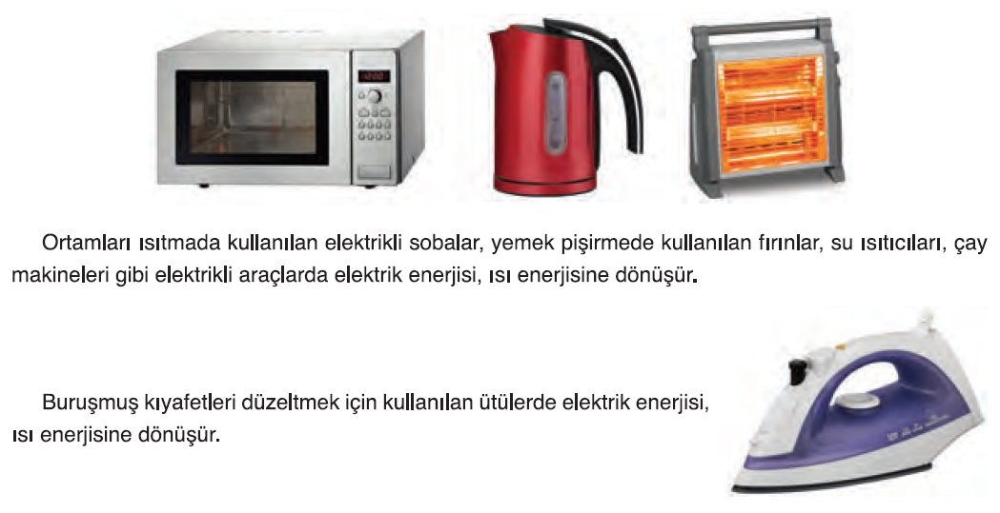 Ortamları ısıtmada kullanılan elektrikli sobalar, yemek pişirmede kullanılan fırınlar, su ısıtıcıları, çay
makineleri gibi elektrikli araçlarda elektrik enerjisi, ısı enerjisine dönüşür.
Buruşmuş kıyafetleri düzeltmek için kullanılan ütülerde elektrik enerjisi,
ısı enerjisine dönüşür.